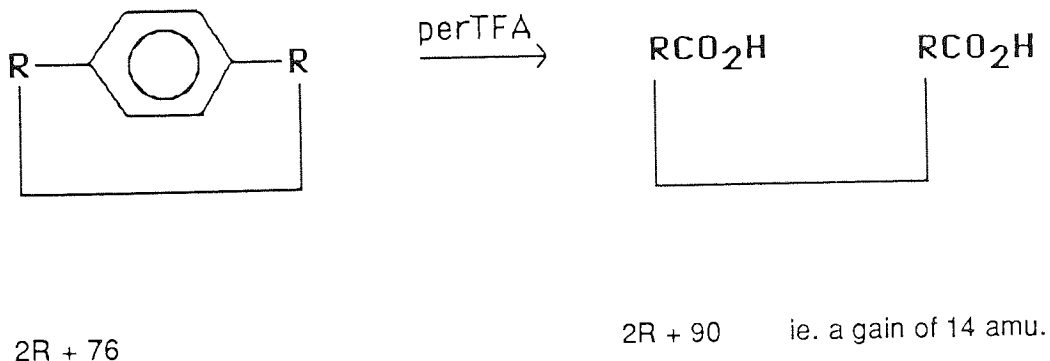 perTFA
R R RCO2H RCO2H
2R + 76 2R + 90 ie. a gain of 14 amu.